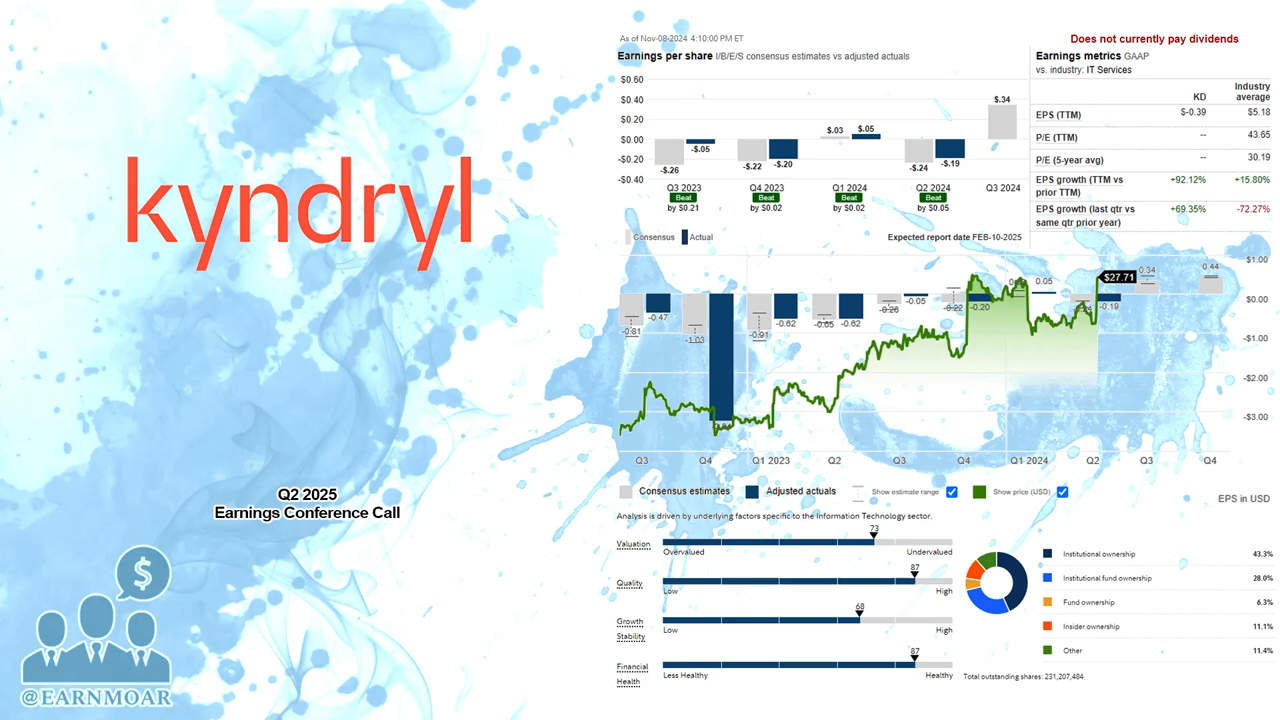 kyndryl
Q2 2025
Earnings Conference Call
$
@EARNMOAR
As of Nov-08-2024 4:10:00 PM ET
Does not currently pay dividends
Earnings per share I/B/E/S consensus estimates vs adjusted actuals
$0.60
$0.40
$0.20
$0.00
-$0.20
-$0.40
-$.26
-$.05
-$.22
-$.20
$.03
$.05
-$.24
-$.19
$.34
Q3 2023
Q4 2023
Q1 2024
Q2 2024
Q3 2024
Beat
Beat
Beat
Beat
by $0.21
by $0.02
by $0.02
by $0.05
Consensus
Actual
Expected report date FEB-10-2025
Earnings metrics GAAP
vs. industry: IT Services
KD
Industry average
EPS (TTM)
$-0.39
$5.18
P/E (TTM)
--
43.65
P/E (5-year avg)
--
30.19
EPS growth (TTM vs prior TTM)
+92.12%
+15.80%
EPS growth (last qtr vs same qtr prior year)
+69.35%
-72.27%
$1.00
$0.00
-$1.00
-$2.00
-$3.00
-0.81
-0.47
-1.03
-0.91
-0.62
-0.65
-0.62
-0.26
-0.05
-0.22
-0.20
0.05
-0.19
$27.71
0.34
0.44
Q3
Q4
Q1 2023
Q2
Q3
Q4
Q1 2024
Q2
Q3
Q4
Consensus estimates
Adjusted actuals
Show estimate range
Show price (USD)
EPS in USD
Analysis is driven by underlying factors specific to the Information Technology sector.
Valuation
73
Overvalued
Undervalued
Quality
87
Low
High
Growth Stability
68
Low
High
Financial Health
87
Less Healthy
Healthy
Institutional ownership
43.3%
Institutional fund ownership
28.0%
Fund ownership
6.3%
Insider ownership
11.1%
Other
11.4%
Total outstanding shares: 231,207,484